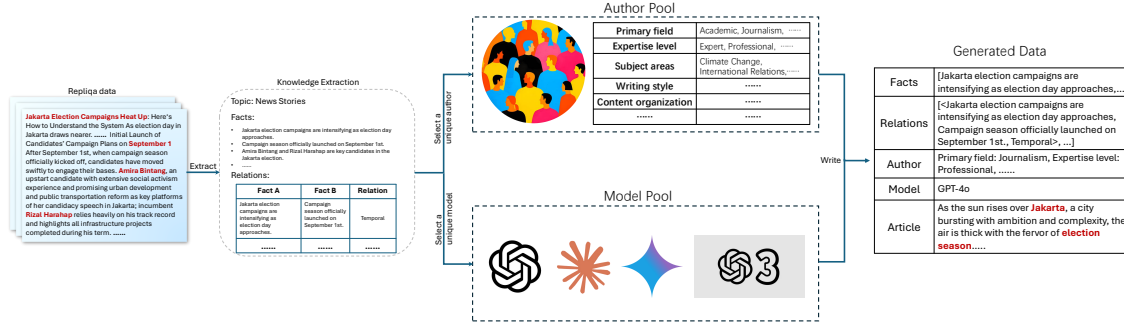 Repliqa data
Jakarta Election Campaigns Heat Up: Here's
How to Understand the System As election day in
Jakarta draws nearer. ...... Initial Launch of
Candidates' Campaign Plans on September 1
After September 1st, when campaign season
officially kicked off, candidates have moved
swiftly to engage their bases. Amira Bintang, an
upstart candidate with extensive social activism
experience and promising urban development
and public transportation reform as key platforms
of her candidacy speech in Jakarta; incumbent
Rizal Harahap relies heavily on his track record
and highlights all infrastructure projects
completed during his term. ......
Extract
Knowledge Extraction
Topic: News Stories
Facts:
• Jakarta election campaigns are intensifying as election day
approaches.
• Campaign season officially launched on September 1st.
• Amira Bintang and Rizal Harahap are key candidates in the
Jakarta election.
• ......
Relations:
Fact A Fact B Relation
Jakarta election
campaigns are
intensifying as
election day
approaches.
Campaign
season officially
launched on
September 1st.
Temporal
...... ...... ......
Select a
unique author
Select a
unique model
Author Pool
Primary field Academic, Journalism, ......
Expertise level Expert, Professional, ......
Subject areas Climate Change,
International Relations,......
Writing style ......
Content organization ......
...... ......
Model Pool
3
Write
Generated Data
Facts [Jakarta election campaigns are
intensifying as election day approaches,...
Relations [<Jakarta election campaigns are
intensifying as election day approaches,
Campaign season officially launched on
September 1st., Temporal>, ...]
Author Primary field: Journalism, Expertise level:
Professional, ......
Model GPT-4o
Article As the sun rises over Jakarta, a city
bursting with ambition and complexity, the
air is thick with the fervor of election
season.....